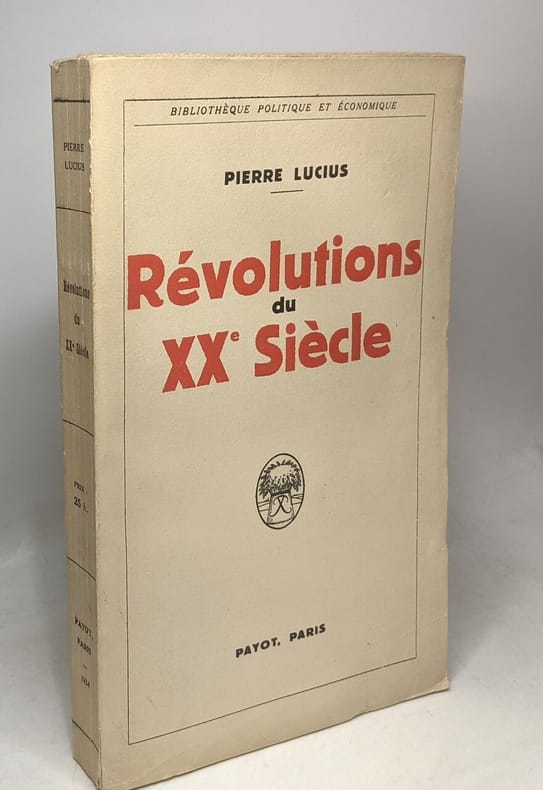 BIBLIOTHÈQUE POLITIQUE ET ÉCONOMIQUE
PIERRE LUCIUS
Révolutions
du
XXe Siècle
PAYOT, PARIS
PIERRE
LUCIUS
Révolutions
du
XXe Siècle
PRIX :
25 f.
PAYOT,
PARIS
1934